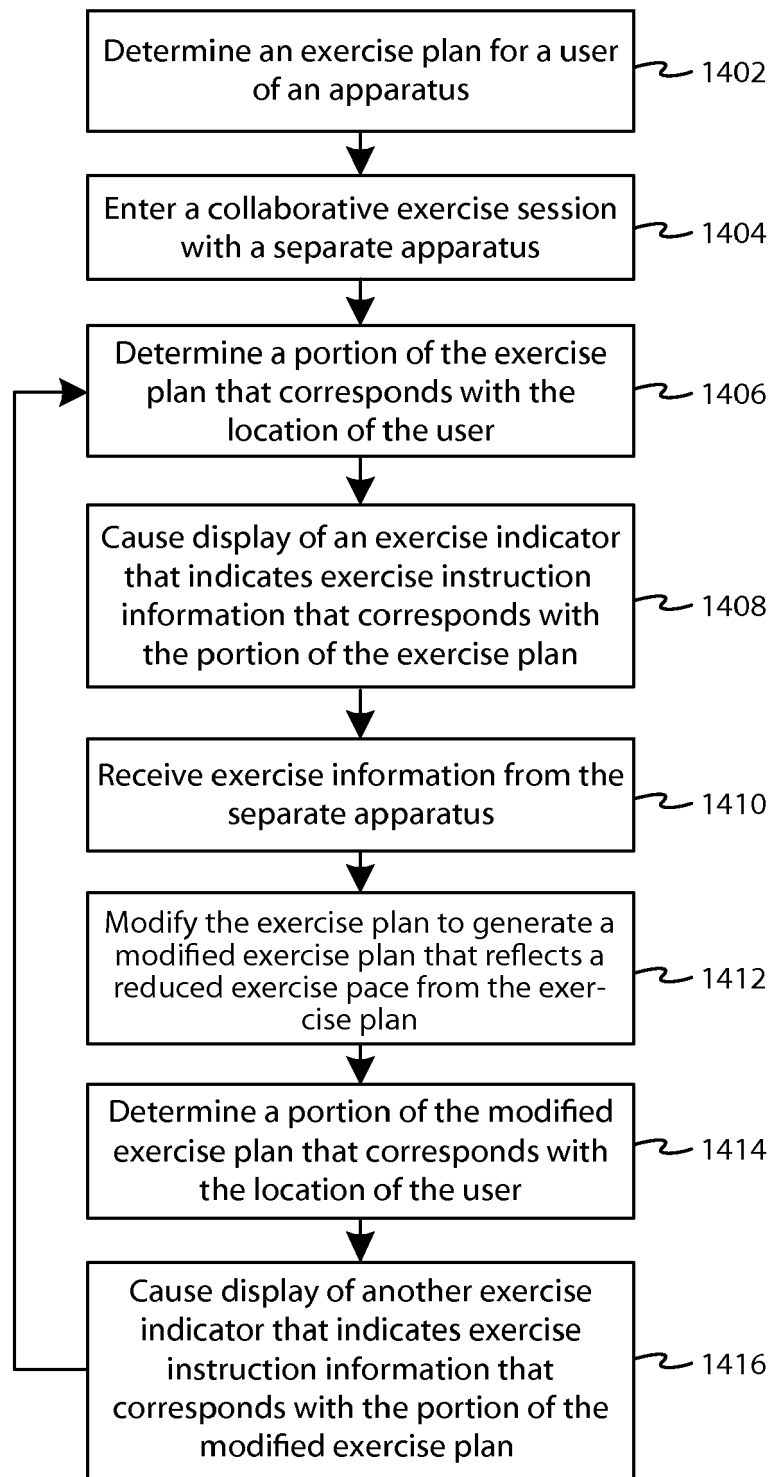 Determine an exercise plan for a user
of an apparatus
1402
Enter a collaborative exercise session
with a separate apparatus
1404
Determine a portion of the exercise
plan that corresponds with the
location of the user
1406
Cause display of an exercise indicator
that indicates exercise instruction
information that corresponds with
the portion of the exercise plan
1408
Receive exercise information from the
separate apparatus
1410
Modify the exercise plan to generate a
modified exercise plan that reflects a
reduced exercise pace from the exer-
cise plan
1412
Determine a portion of the modified
exercise plan that corresponds with
the location of the user
1414
Cause display of another exercise
indicator that indicates exercise
instruction information that
corresponds with the portion of the
modified exercise plan
1416